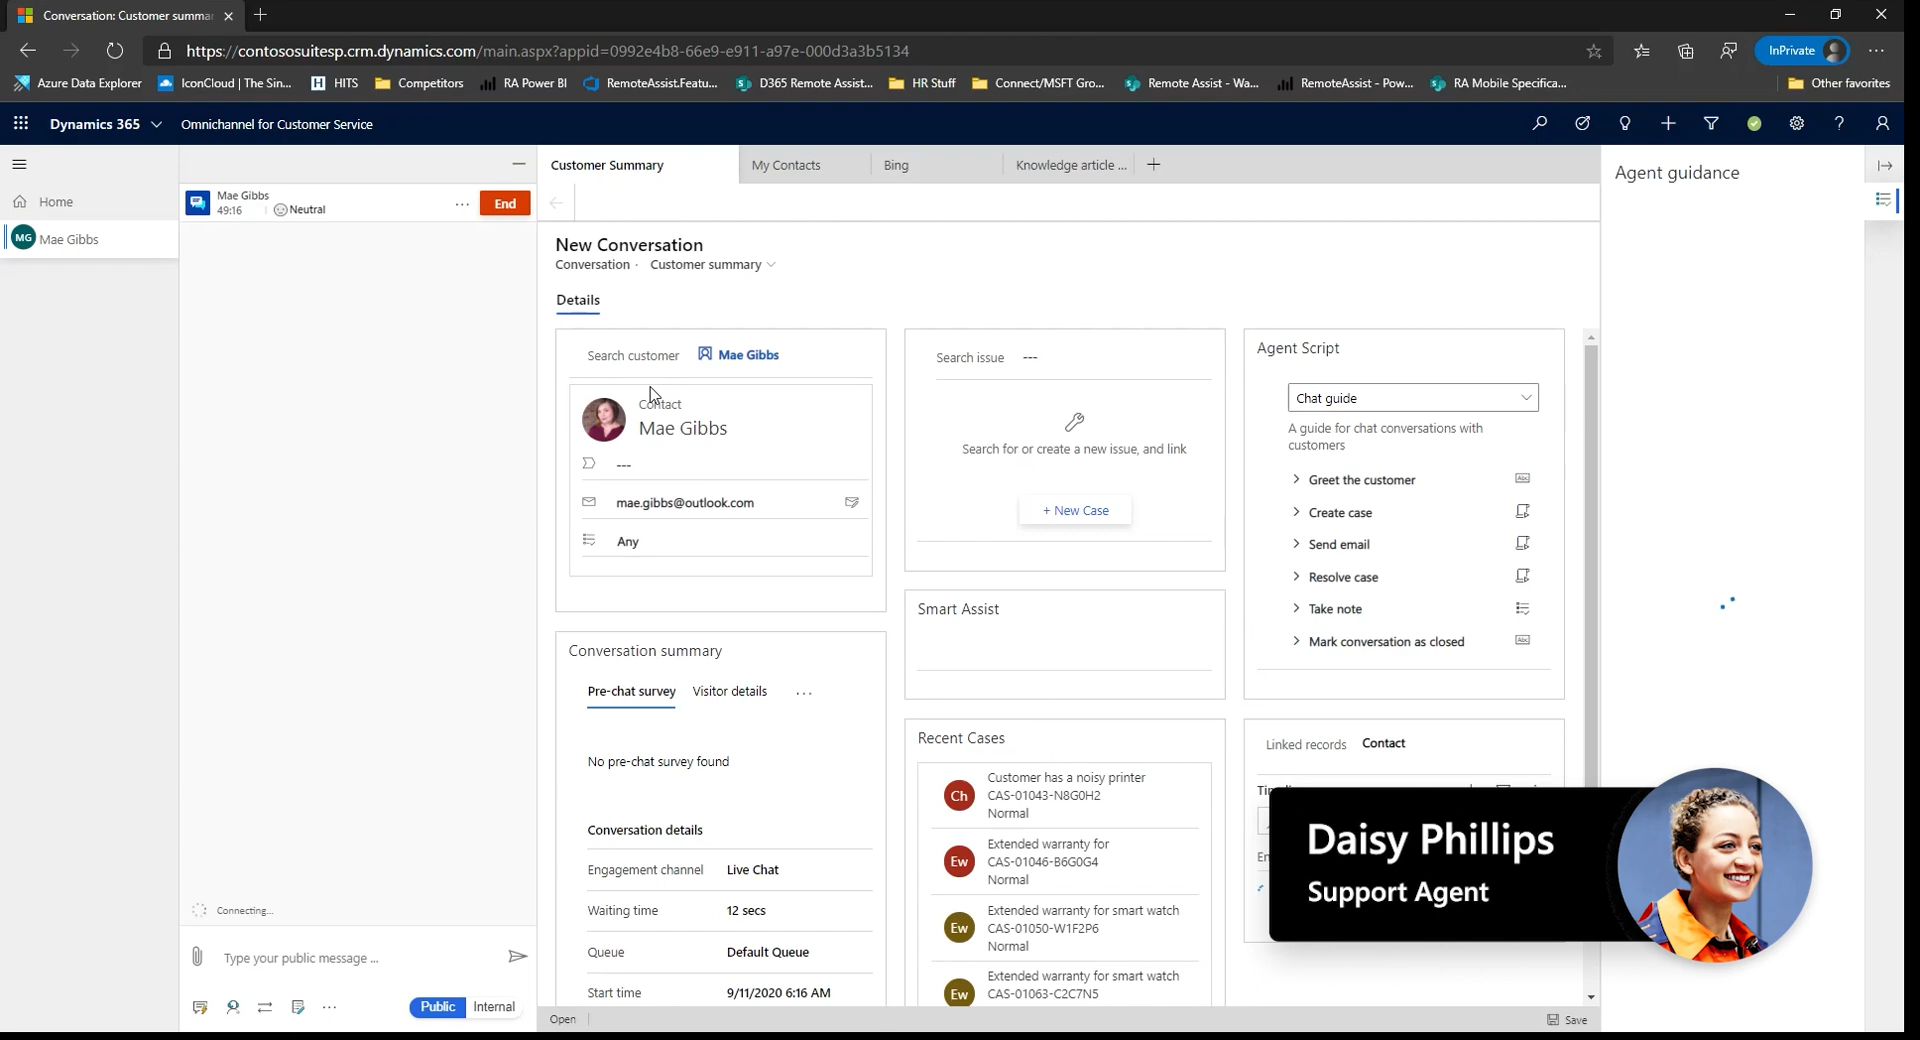 Conversation: Customer summar
https://contososuitesp.crm.dynamics.com/main.aspx?appid=0992e4b8-66e9-e911-a97e-000d3a3b5134
InPrivate
Azure Data Explorer
IconCloud | The Sin...
HITS
Competitors
RA Power BI
RemoteAssist.Featu...
D365 Remote Assist...
HR Stuff
Connect/MSFT Gro...
Remote Assist - Wa...
RemoteAssist - Pow...
RA Mobile Specifica...
Other favorites
Dynamics 365
Omnichannel for Customer Service
Home
MG
Mae Gibbs
Mae Gibbs
49:16
Neutral
End
Connecting...
Type your public message ...
Public
Internal
Customer Summary
My Contacts
Bing
Knowledge article ...
New Conversation
Conversation ·
Customer summary
Details
Search customer
Mae Gibbs
Contact
Mae Gibbs
---
mae.gibbs@outlook.com
Any
Conversation summary
Pre-chat survey
Visitor details
...
No pre-chat survey found
Conversation details
Engagement channel
Live Chat
Waiting time
12 secs
Queue
Default Queue
Start time
9/11/2020 6:16 AM
Search issue
---
Search for or create a new issue, and link
+ New Case
Smart Assist
Recent Cases
Ch
Customer has a noisy printer
CAS-01043-N8G0H2
Normal
Ew
Extended warranty for
CAS-01046-B6G0G4
Normal
Ew
Extended warranty for smart watch
CAS-01050-W1F2P6
Normal
Ew
Extended warranty for smart watch
CAS-01063-C2C7N5
Agent Script
Chat guide
A guide for chat conversations with
customers
Greet the customer
Abc
Create case
Send email
Resolve case
Take note
Mark conversation as closed
Abc
Linked records
Contact
Agent guidance
Daisy Phillips
Support Agent
Open
Save